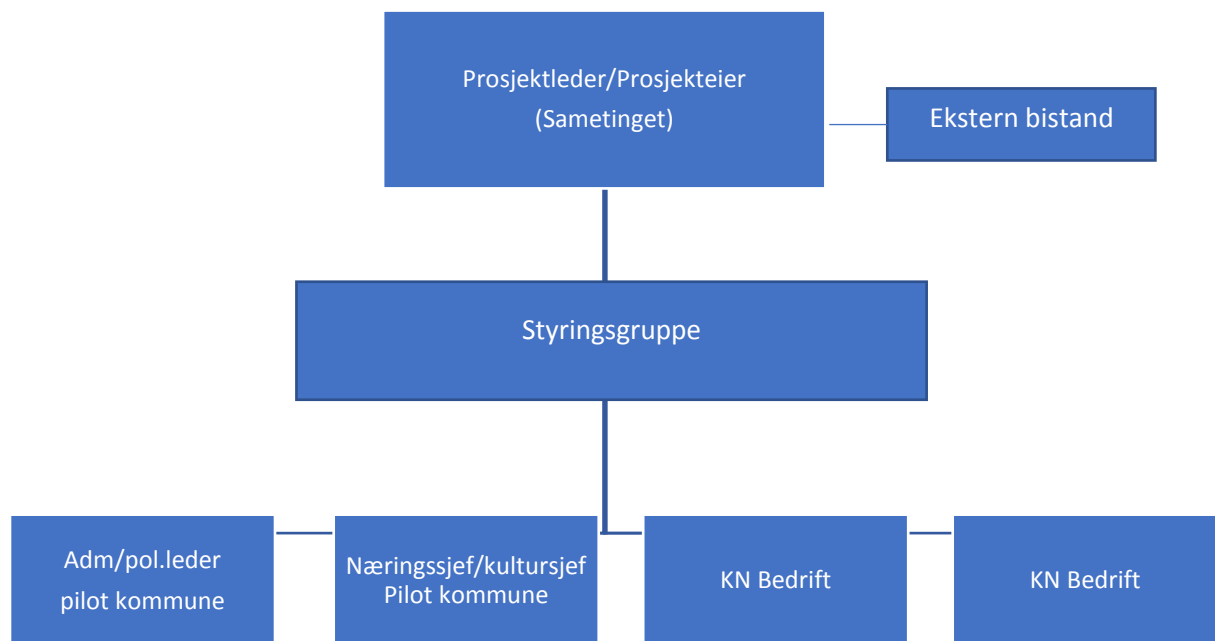 Prosjektleder/Prosjekteier
(Sametinget)
Ekstern bistand
Styringsgruppe
Adm/pol.leder
pilot kommune
Næringssjef/kultursjef
Pilot kommune
KN Bedrift
KN Bedrift